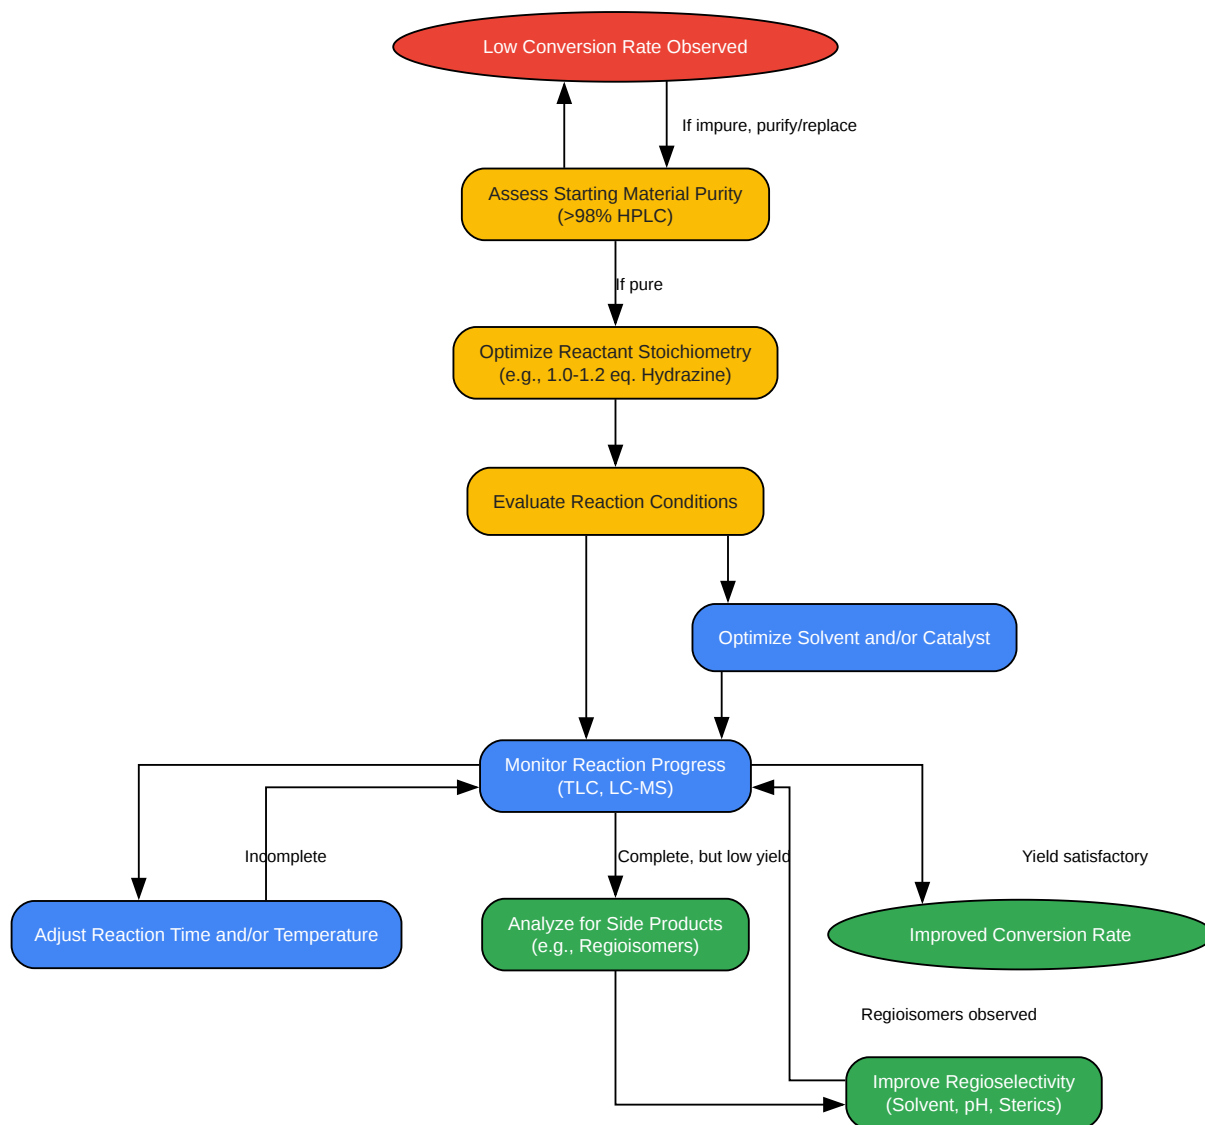 Low Conversion Rate Observed
If impure, purify/replace
Assess Starting Material Purity
(>98% HPLC)
If pure
Optimize Reactant Stoichiometry
(e.g., 1.0-1.2 eq. Hydrazine)
Evaluate Reaction Conditions
Optimize Solvent and/or Catalyst
Monitor Reaction Progress
(TLC, LC-MS)
Incomplete
Complete, but low yield
Yield satisfactory
Adjust Reaction Time and/or Temperature
Analyze for Side Products
(e.g., Regioisomers)
Improved Conversion Rate
Regioisomers observed
Improve Regioselectivity
(Solvent, pH, Sterics)